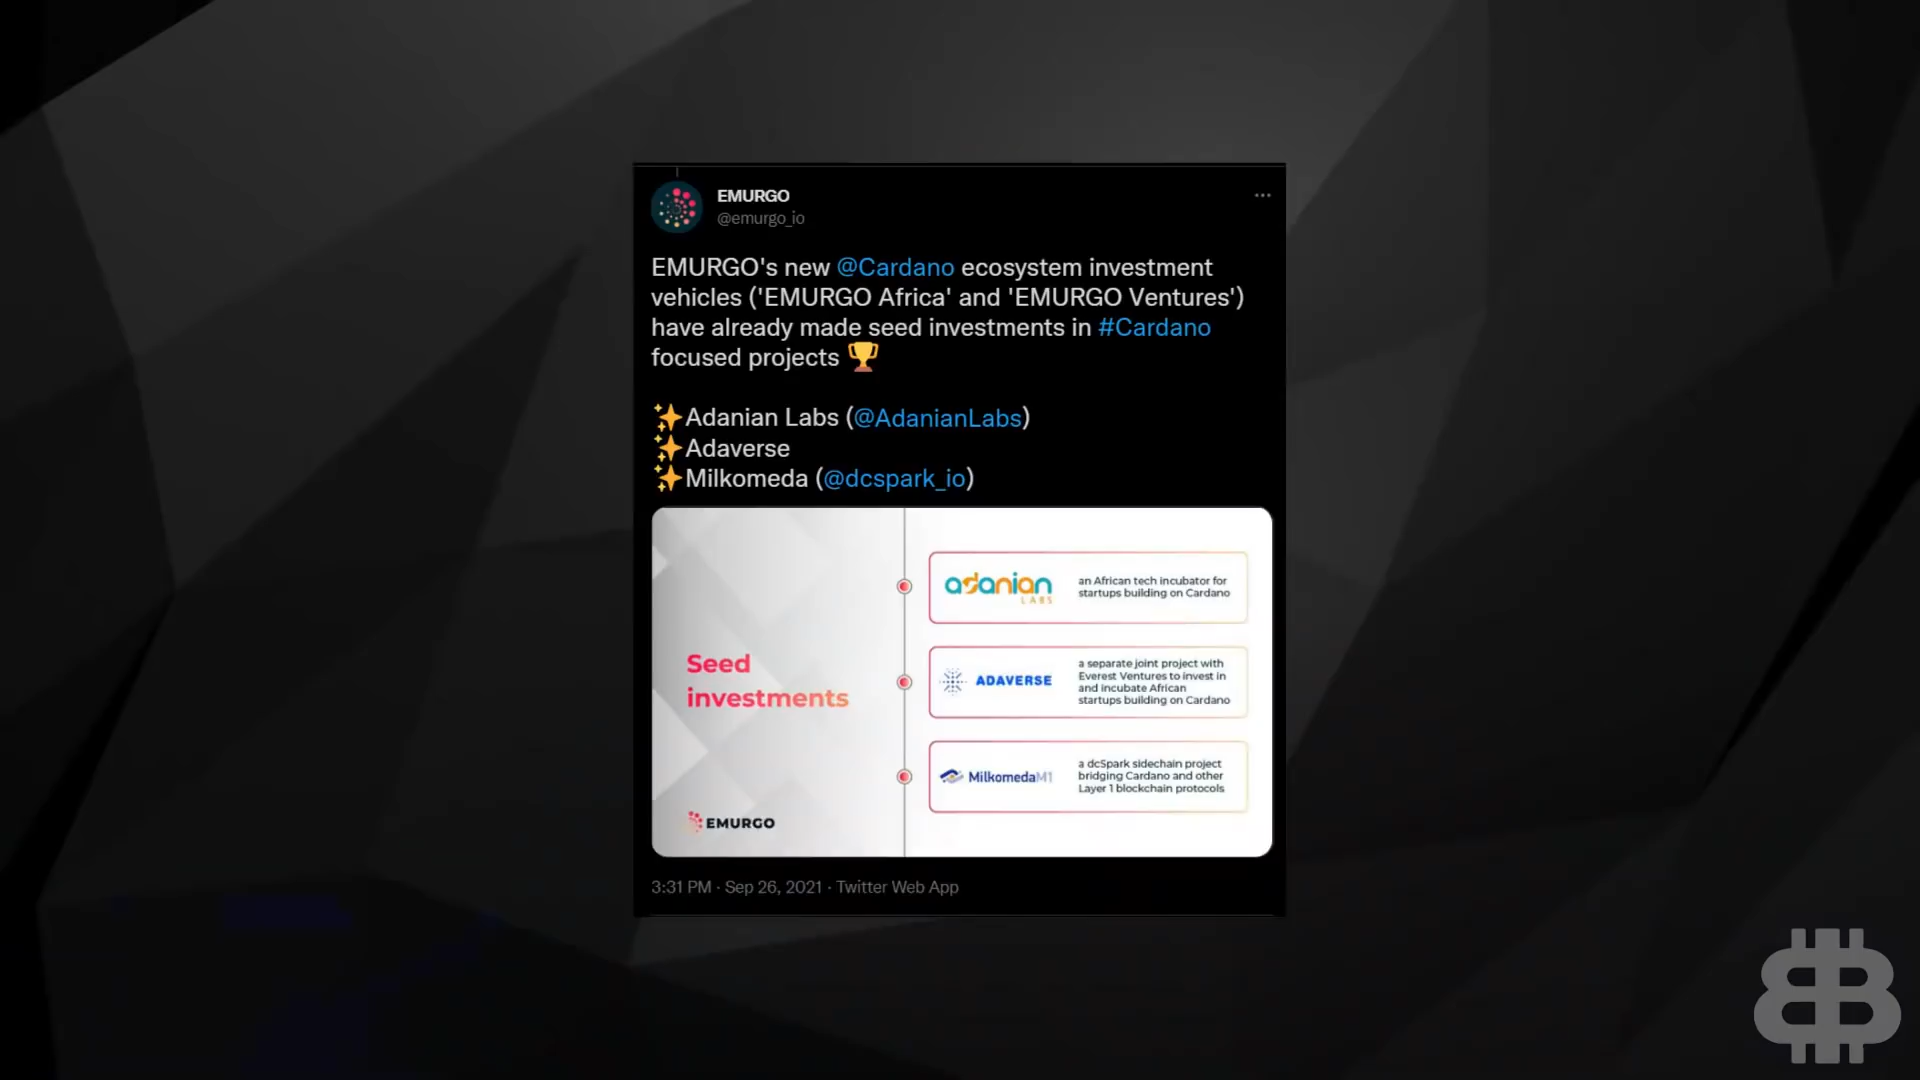 EMURGO
@emurgo_io
EMURGO's new @Cardano ecosystem investment
vehicles ('EMURGO Africa' and 'EMURGO Ventures')
have already made seed investments in #Cardano
focused projects 🏆
✨Adanian Labs (@AdanianLabs)
✨Adaverse
✨Milkomeda (@dcspark_io)
Seed
investments
EMURGO
adanian
LABS
an African tech incubator for
startups building on Cardano
ADAVERSE
a separate joint project with
Everest Ventures to invest in
and incubate African
startups building on Cardano
MilkomedaM1
a dcSpark sidechain project
bridging Cardano and other
Layer 1 blockchain protocols
3:31 PM · Sep 26, 2021 · Twitter Web App